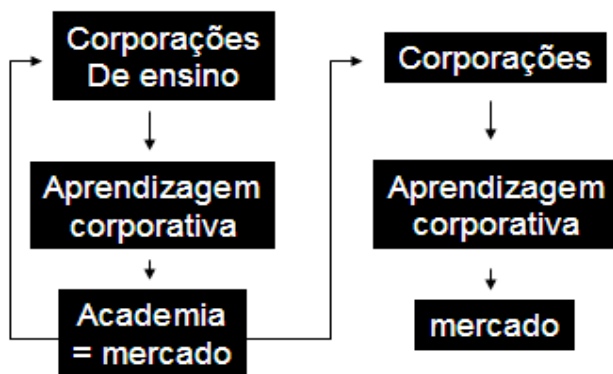 Corporações
De ensino
Aprendizagem
corporativa
Academia
= mercado
Corporações
Aprendizagem
corporativa
mercado